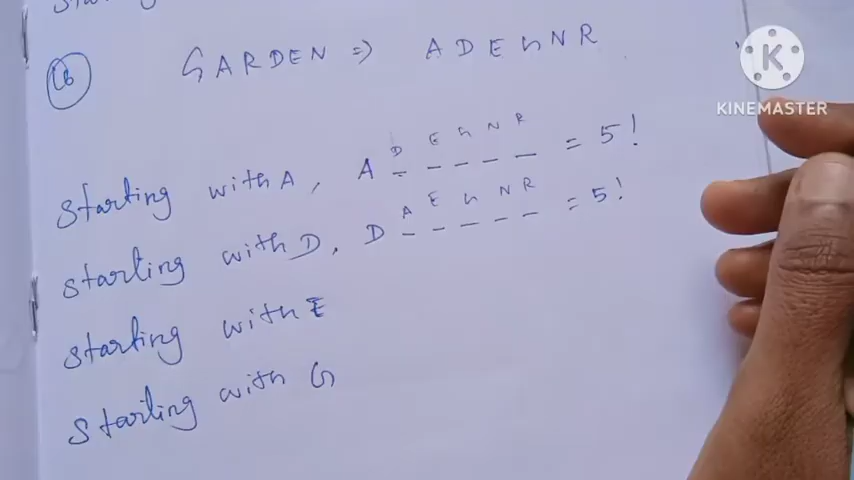 16 GARDEN => ADEGNR
K
KINEMASTER
D E G N R
Starting with A, A - - - - - = 5!
A E G N R
Starting with D, D - - - - - = 5!
Starting with E
Starting with G